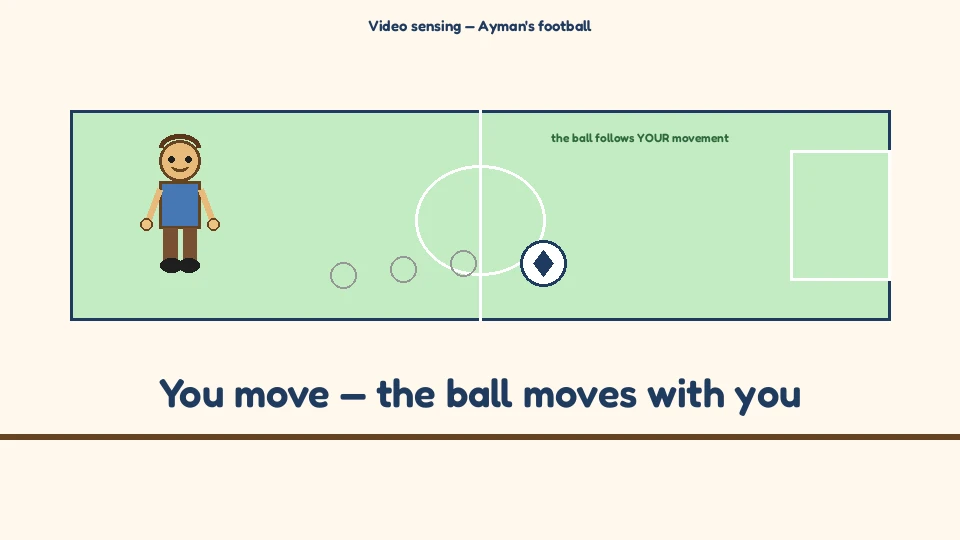 Video sensing — Ayman's football
the ball follows YOUR movement
You move — the ball moves with you